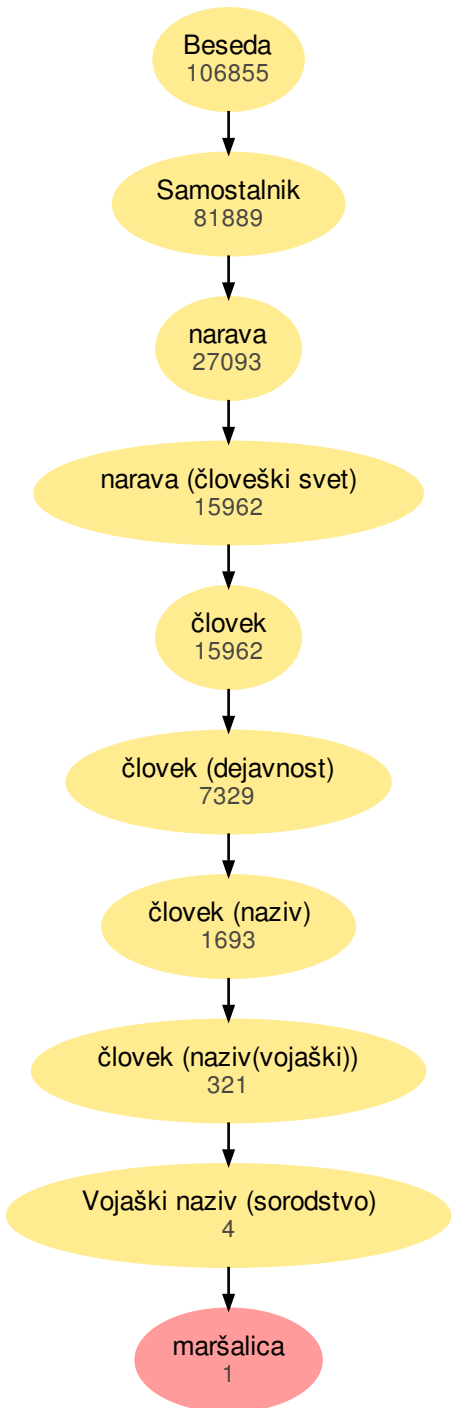 Beseda
106855
Samostalnik
81889
narava
27093
narava (človeški svet)
15962
človek
15962
človek (dejavnost)
7329
človek (naziv)
1693
človek (naziv(vojaški))
321
Vojaški naziv (sorodstvo)
4
maršalica
1